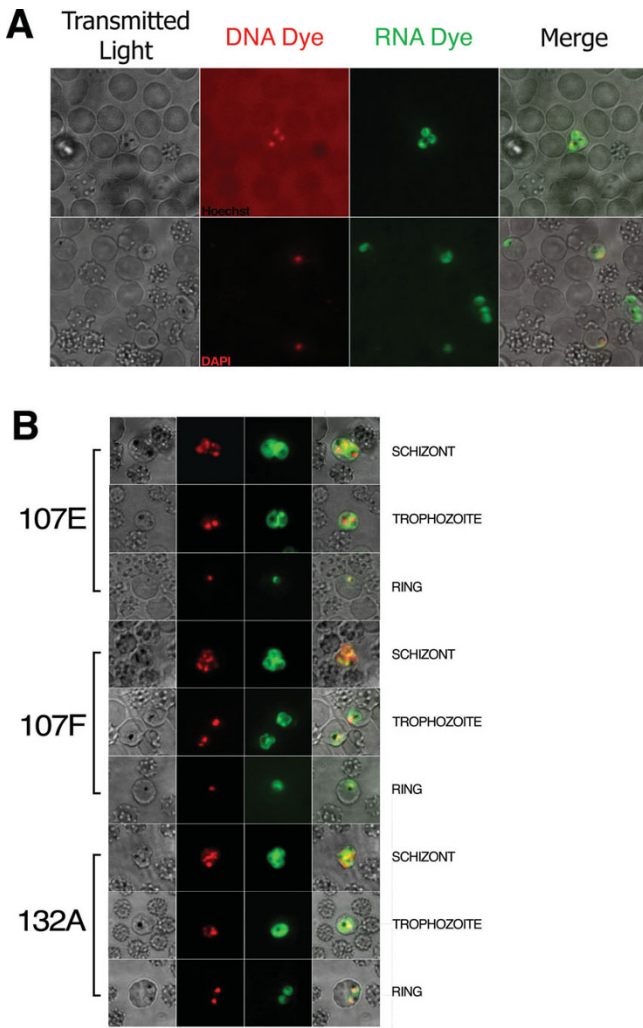 A
Transmitted Light
DNA Dye
RNA Dye
Merge
Hoechst
DAPI
B
107E
SCHIZONT
TROPHOZOITE
RING
107F
SCHIZONT
TROPHOZOITE
RING
132A
SCHIZONT
TROPHOZOITE
RING